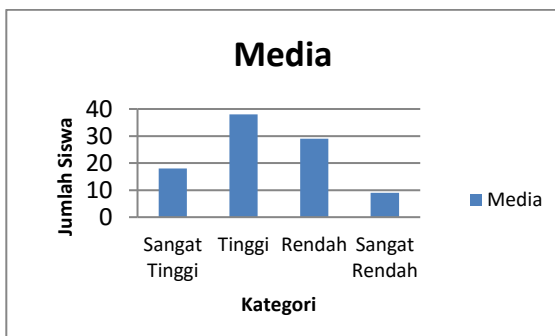 Media
Jumlah Siswa
40
30
20
10
0
Sangat Tinggi Rendah Sangat
Tinggi Rendah
Kategori
Media